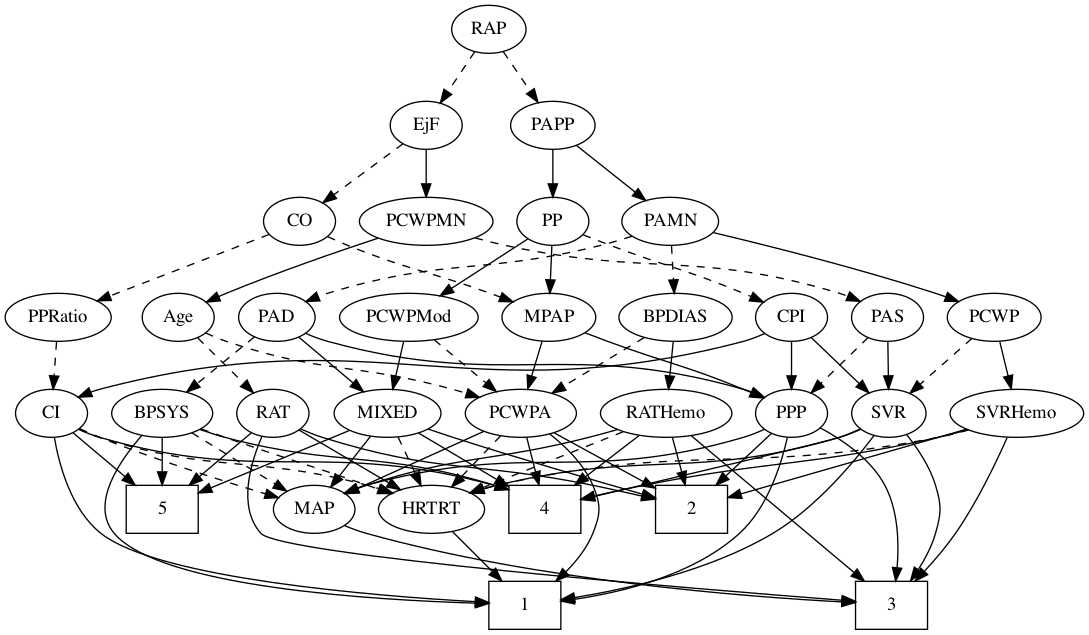 RAP
EjF PAPP
CO PCWPMN PP PAMN
PPRatio Age PAD PCWPMod MPAP BPDIAS CPI PAS PCWP
CI BPSYS RAT MIXED PCWPA RATHemo PPP SVR SVRHemo
5 MAP HRTRT 4 2
1 3